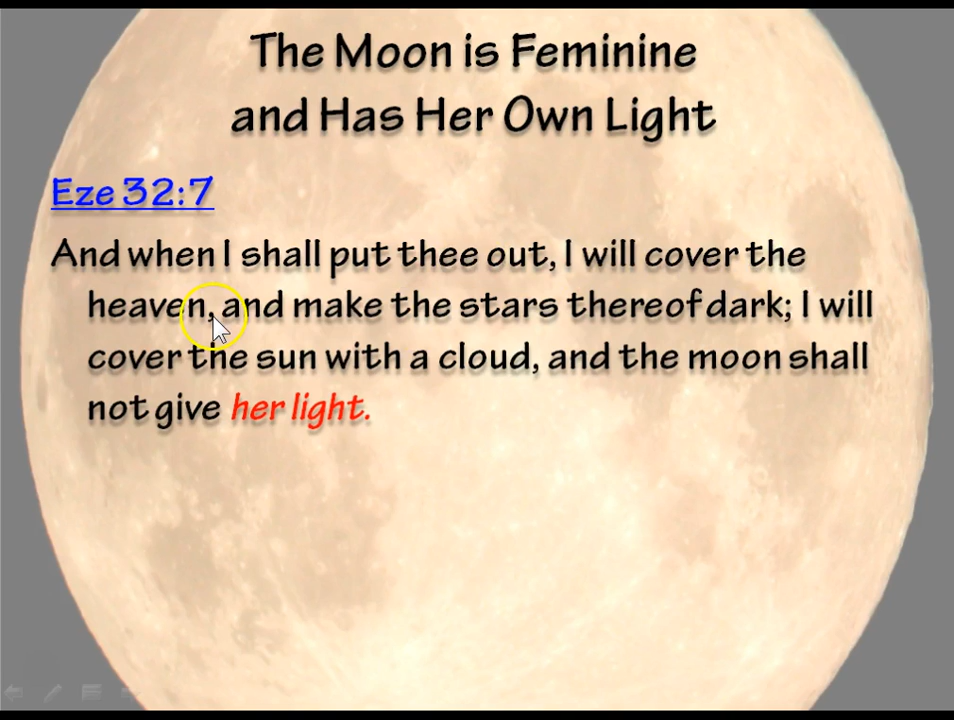 The Moon is Feminine
and Has Her Own Light
Eze 32:7
And when I shall put thee out, I will cover the
heaven, and make the stars thereof dark; I will
cover the sun with a cloud, and the moon shall
not give her light.